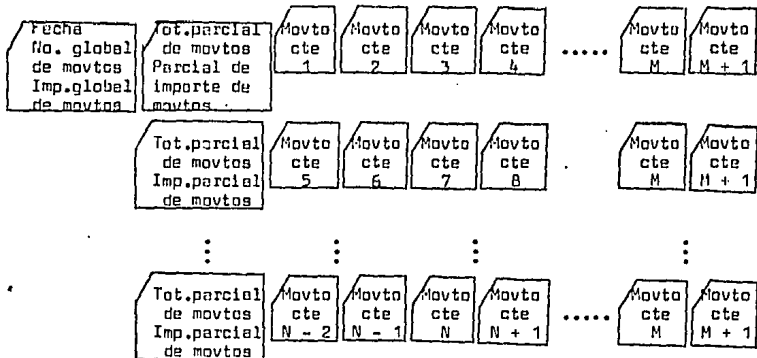 Fecha
No. global
de movtos
Imp.global
de movtos
Tot.parcial
de movtos
Parcial de
importe de
movtos
Movto
cte
1
Movto
cte
2
Movto
cte
3
Movto
cte
4
.....
Movto
cte
M
Movto
cte
M + 1
Tot.parcial
de movtos
Imp.parcial
de movtos
Movto
cte
5
Movto
cte
6
Movto
cte
7
Movto
cte
8
Movto
cte
M
Movto
cte
M + 1
Tot.parcial
de movtos
Imp.parcial
de movtos
Movto
cte
N - 2
Movto
cte
N - 1
Movto
cte
N
Movto
cte
N + 1
.....
Movto
cte
M
Movto
cte
M + 1